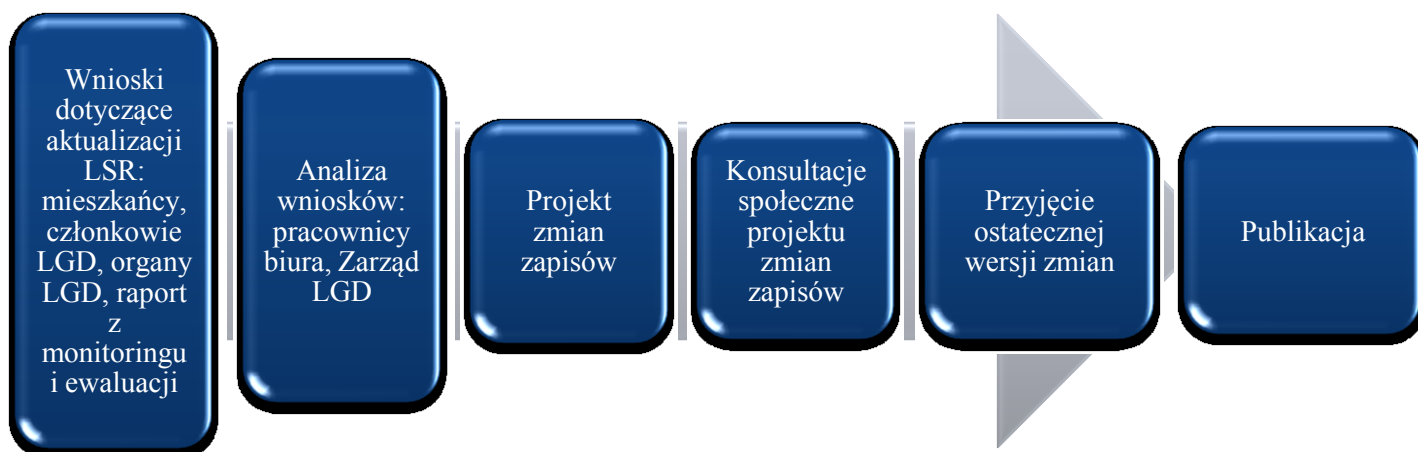 Wnioski
dotyczące
aktualizacji
LSR:
mieszkańcy,
członkowie
LGD, organy
LGD, raport
z
monitoringu
i ewaluacji
Analiza
wniosków:
pracownicy
biura, Zarząd
LGD
Projekt
zmian
zapisów
Konsultacje
społeczne
projektu
zmian
zapisów
Przyjęcie
ostatecznej
wersji zmian
Publikacja